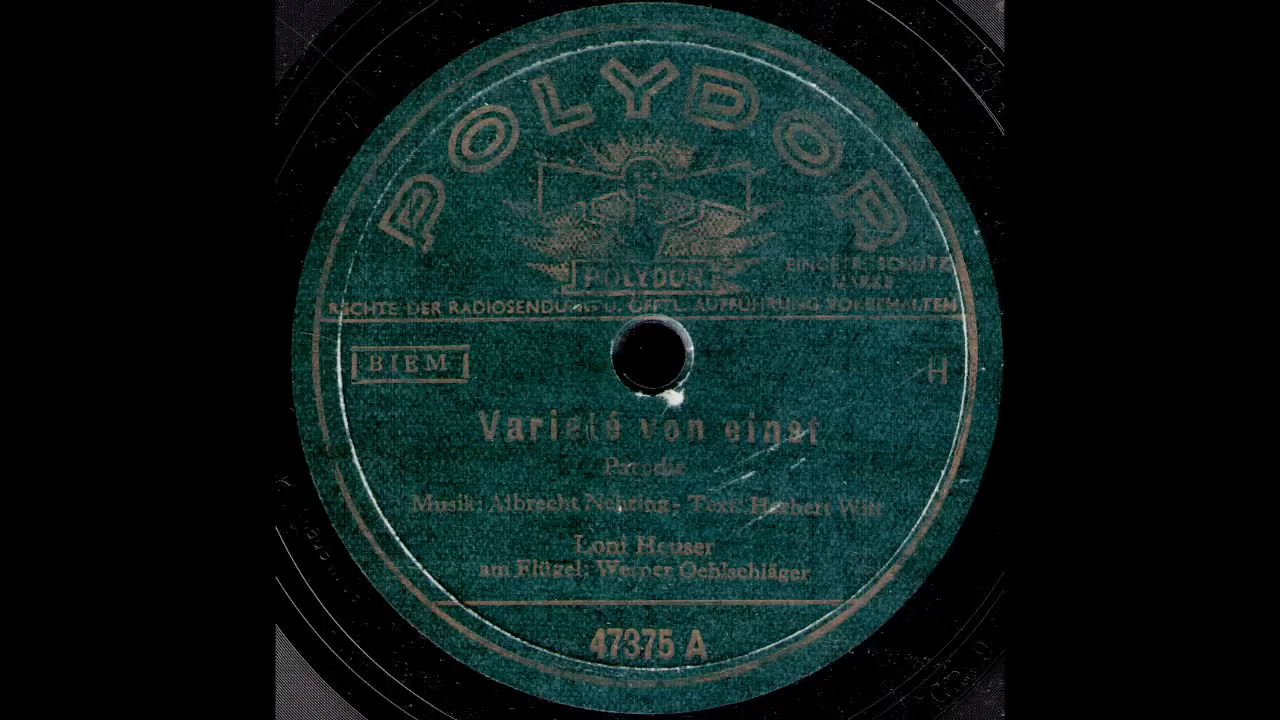 POLYDOR
POLYDOR
EINGETR. SCHUTZ
MARKE
RECHTE DER RADIOSENDUNG U. ÖFFTL. AUFFÜHRUNG VORBEHALTEN
BIEM
H
Varieté von einst
Parodie
Musik: Albrecht Nehring - Text: Herbert Witt
Loni Heuser
am Flügel: Werner Oehlschläger
47375 A